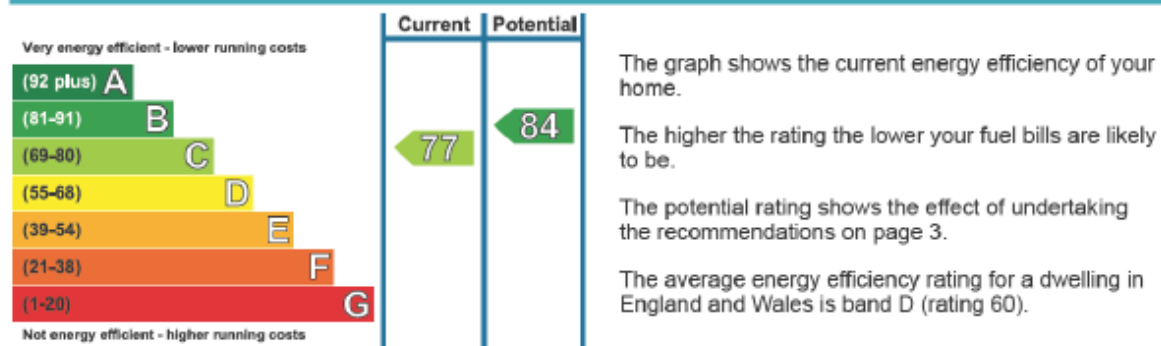 Current Potential
Very energy efficient - lower running costs
(92 plus) A
(81-91) B
(69-80) C
(55-68) D
(39-54) E
(21-38) F
(1-20) G
Not energy efficient - higher running costs
77
84
The graph shows the current energy efficiency of your
home.
The higher the rating the lower your fuel bills are likely
to be.
The potential rating shows the effect of undertaking
the recommendations on page 3.
The average energy efficiency rating for a dwelling in
England and Wales is band D (rating 60).